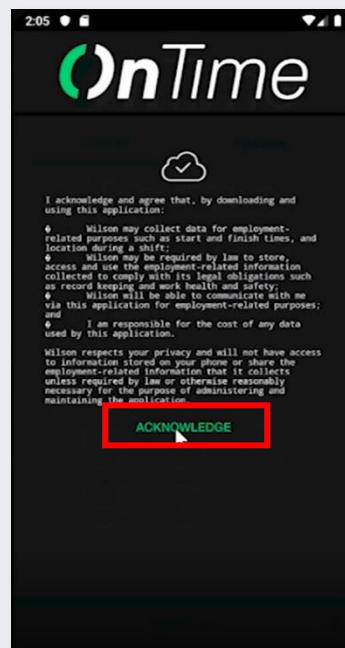 2:05
OnTime
I acknowledge and agree that, by downloading and
using this application:
� Wilson may collect data for employment-
related purposes such as start and finish times, and
location during a shift;
� Wilson may be required by law to store,
access and use the employment-related information
collected to comply with its legal obligations such
as record keeping and work health and safety;
� Wilson will be able to communicate with me
via this application for employment-related purposes;
and
� I am responsible for the cost of any data
used by this application.
Wilson respects your privacy and will not have access
to information stored on your phone or share the
employment-related information that it collects
unless required by law or otherwise reasonably
necessary for the purpose of administering and
maintaining the application.
ACKNOWLEDGE